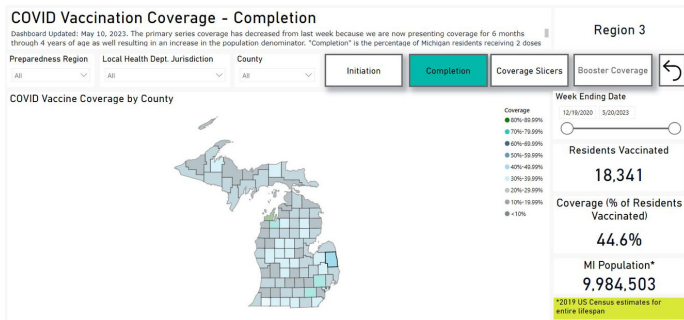 COVID Vaccination Coverage - Completion
Dashboard Updated: May 10, 2023. The primary series coverage has decreased from last week because we are now presenting coverage for 6 months
through 4 years of age as well resulting in an increase in the population denominator. "Completion" is the percentage of Michigan residents receiving 2 doses
Region 3
Preparedness Region
Local Health Dept. Jurisdiction
County
All
All
All
Initiation
Completion
Coverage Slicers
Booster Coverage
COVID Vaccine Coverage by County
Coverage
80%-89.99%
70%-79.99%
60%-69.99%
50%-59.99%
40%-49.99%
30%-39.99%
20%-29.99%
10%-19.99%
<10%
Week Ending Date
12/19/2020 5/20/2023
Residents Vaccinated
18,341
Coverage (% of Residents
Vaccinated)
44.6%
MI Population*
9,984,503
*2019 US Census estimates for
entire lifespan